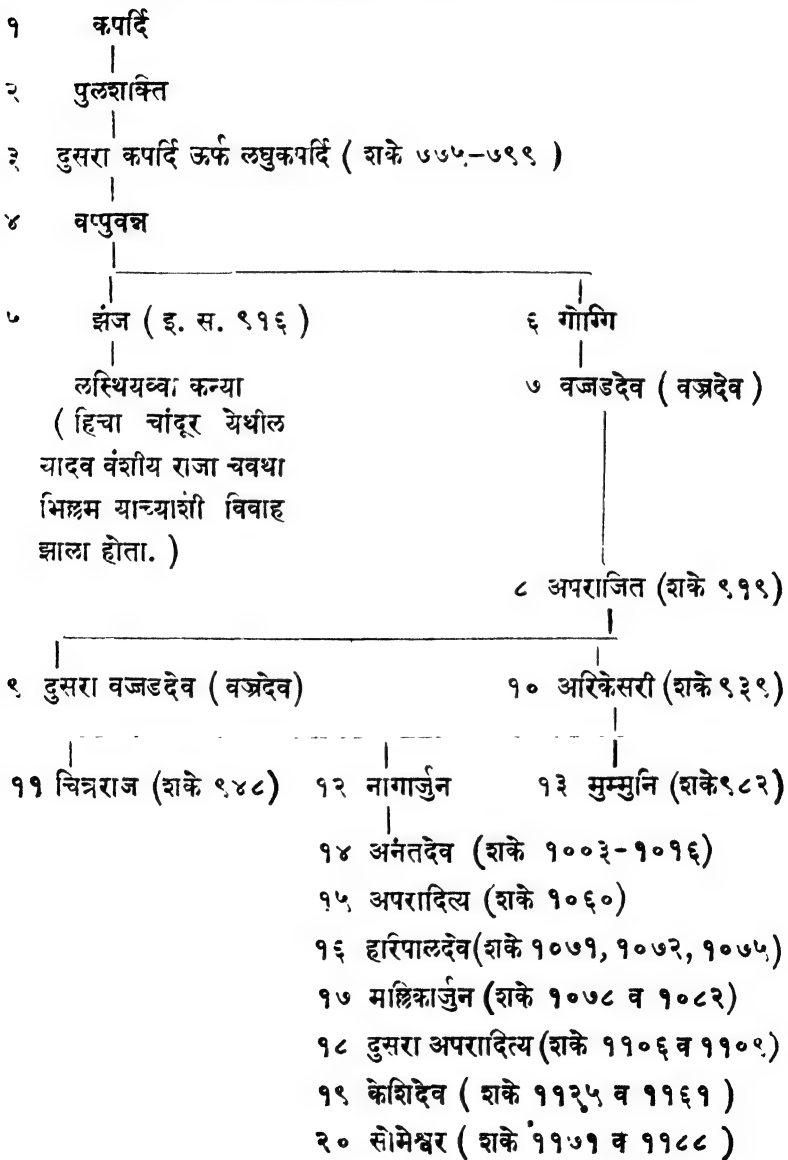 १ कपर्दि
२ पुलशक्ति
३ दुसरा कपर्दि ऊर्फ लघुकपर्दि ( शके ७७५-७९९ )
४ वप्पुवन्न
५ झंज ( इ. स. ९१६ ) ६ गोग्गि
लस्थियव्वा कन्या ७ वज्जडदेव ( वज्रदेव )
( हिचा चांदूर येथील
यादव वंशीय राजा चवथा
भिल्लम याच्याशी विवाह
झाला होता. )
८ अपराजित (शके ९१९)
९ दुसरा वज्जडदेव ( वज्रदेव) १० अरिकेसरी (शके ९३९)
११ चित्रराज (शके ९४८) १२ नागार्जुन १३ मुम्मुनि (शके९८२)
१४ अनंतदेव (शके १००३-१०१६)
१५ अपरादित्य (शके १०६०)
१६ हरिपालदेव(शके १०७१, १०७२, १०७५)
१७ मल्लिकार्जुन (शके १०७८ व १०८२)
१८ दुसरा अपरादित्य (शके ११०६ व ११०९)
१९ केशिदेव ( शके ११२५ व ११६१ )
२० सोमेश्वर ( शके ११७१ व ११८८ )